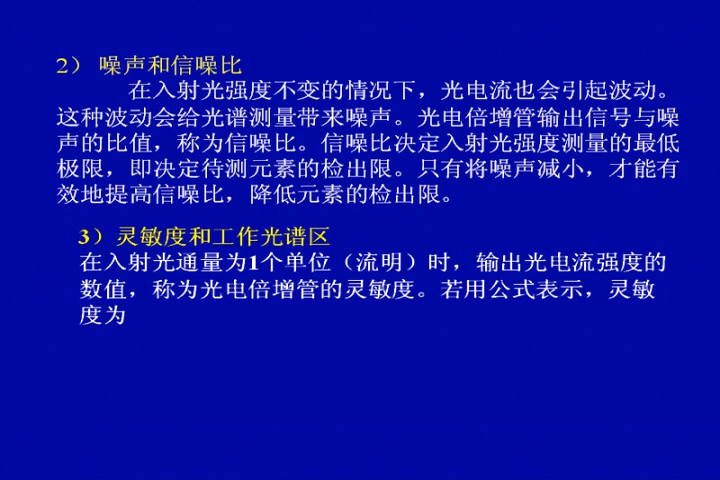 2） 噪声和信噪比
在入射光强度不变的情况下，光电流也会引起波动。
这种波动会给光谱测量带来噪声。光电倍增管输出信号与噪
声的比值，称为信噪比。信噪比决定入射光强度测量的最低
极限，即决定待测元素的检出限。只有将噪声减小，才能有
效地提高信噪比，降低元素的检出限。
3）灵敏度和工作光谱区
在入射光通量为1个单位（流明）时，输出光电流强度的
数值，称为光电倍增管的灵敏度。若用公式表示，灵敏
度为